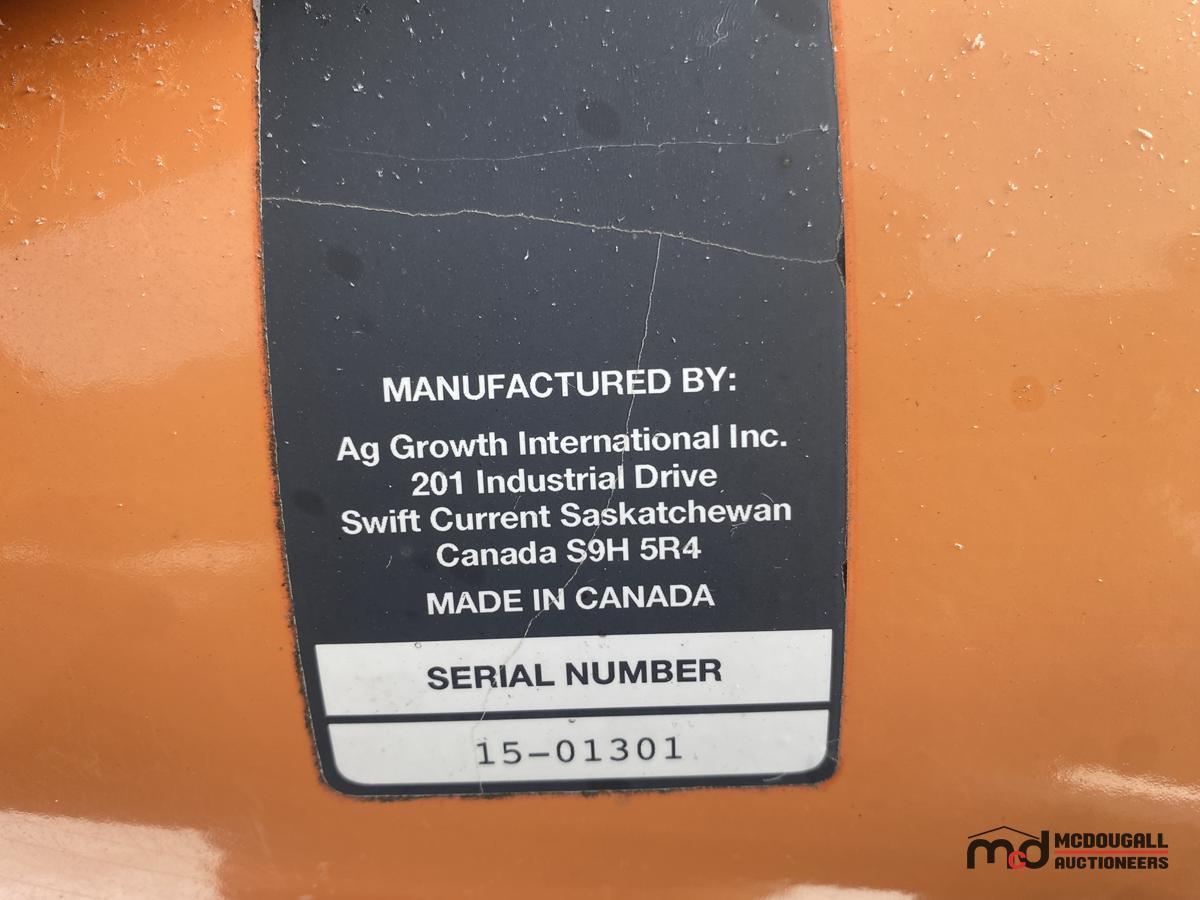 MANUFACTURED BY:
Ag Growth International Inc.
201 Industrial Drive
Swift Current Saskatchewan
Canada S9H 5R4
MADE IN CANADA
SERIAL NUMBER
15-01301
mcd
MCDOUGALL
AUCTIONEERS